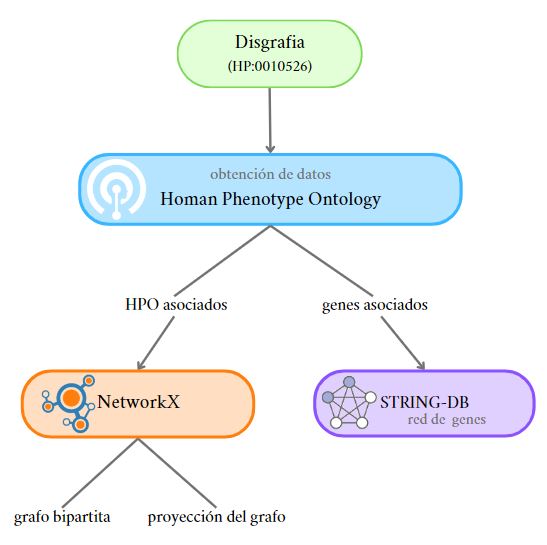 Disgrafia
(HP:0010526)
obtención de datos
Human Phenotype Ontology
HPO asociados
genes asociados
NetworkX
STRING-DB
red de genes
grafo bipartita
proyección del grafo